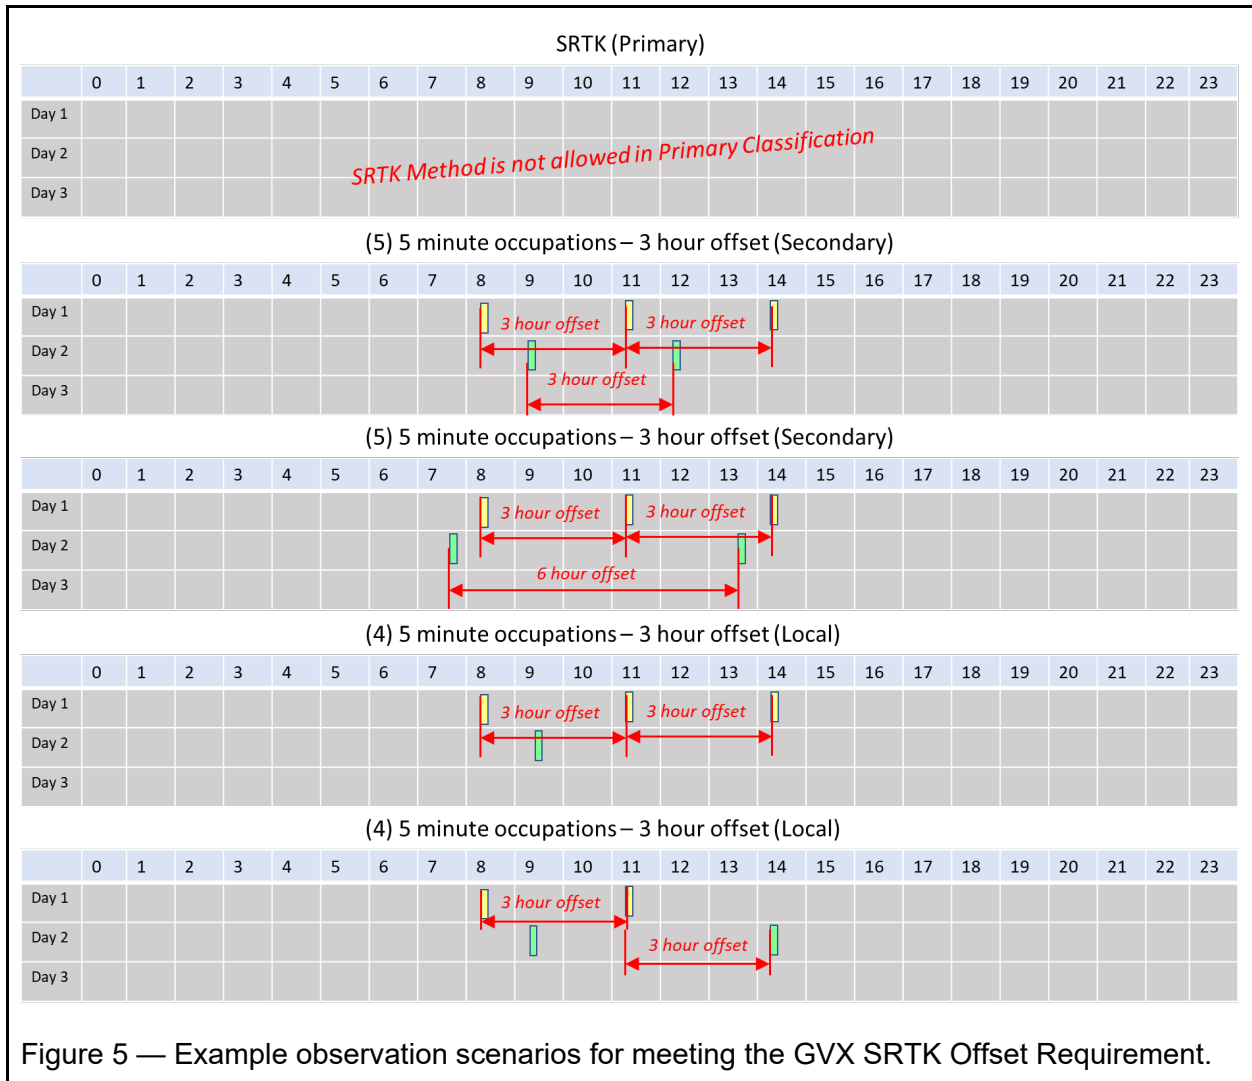 SRTK (Primary)
0 1 2 3 4 5 6 7 8 9 10 11 12 13 14 15 16 17 18 19 20 21 22 23
Day 1
Day 2
Day 3
SRTK Method is not allowed in Primary Classification
(5) 5 minute occupations – 3 hour offset (Secondary)
0 1 2 3 4 5 6 7 8 9 10 11 12 13 14 15 16 17 18 19 20 21 22 23
Day 1
3 hour offset 3 hour offset
Day 2
3 hour offset
Day 3
(5) 5 minute occupations – 3 hour offset (Secondary)
0 1 2 3 4 5 6 7 8 9 10 11 12 13 14 15 16 17 18 19 20 21 22 23
Day 1
3 hour offset 3 hour offset
Day 2
6 hour offset
Day 3
(4) 5 minute occupations – 3 hour offset (Local)
0 1 2 3 4 5 6 7 8 9 10 11 12 13 14 15 16 17 18 19 20 21 22 23
Day 1
3 hour offset 3 hour offset
Day 2
Day 3
(4) 5 minute occupations – 3 hour offset (Local)
0 1 2 3 4 5 6 7 8 9 10 11 12 13 14 15 16 17 18 19 20 21 22 23
Day 1
3 hour offset
Day 2
3 hour offset
Day 3
Figure 5 — Example observation scenarios for meeting the GVX SRTK Offset Requirement.